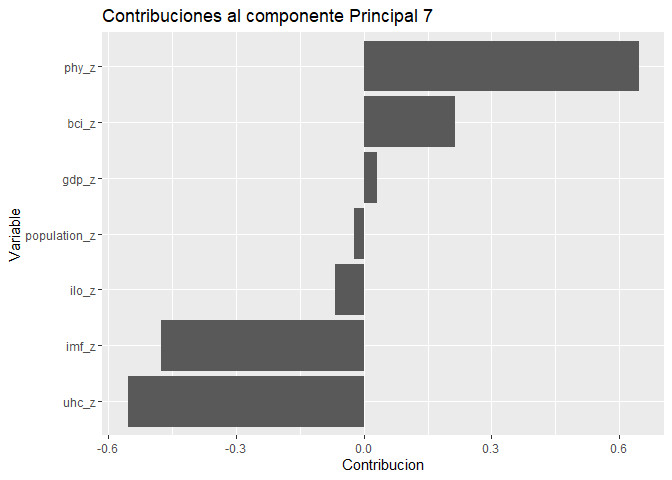 Contribuciones al componente Principal 7
Variable
phy_z
bci_z
gdp_z
population_z
ilo_z
imf_z
uhc_z
-0.6 -0.3 0.0 0.3 0.6
Contribucion